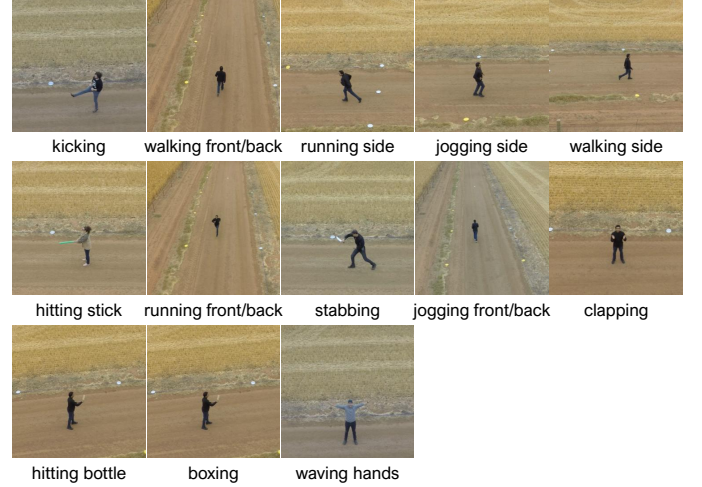 kicking walking front/back running side jogging side walking side
hitting stick running front/back stabbing jogging front/back clapping
hitting bottle boxing waving hands